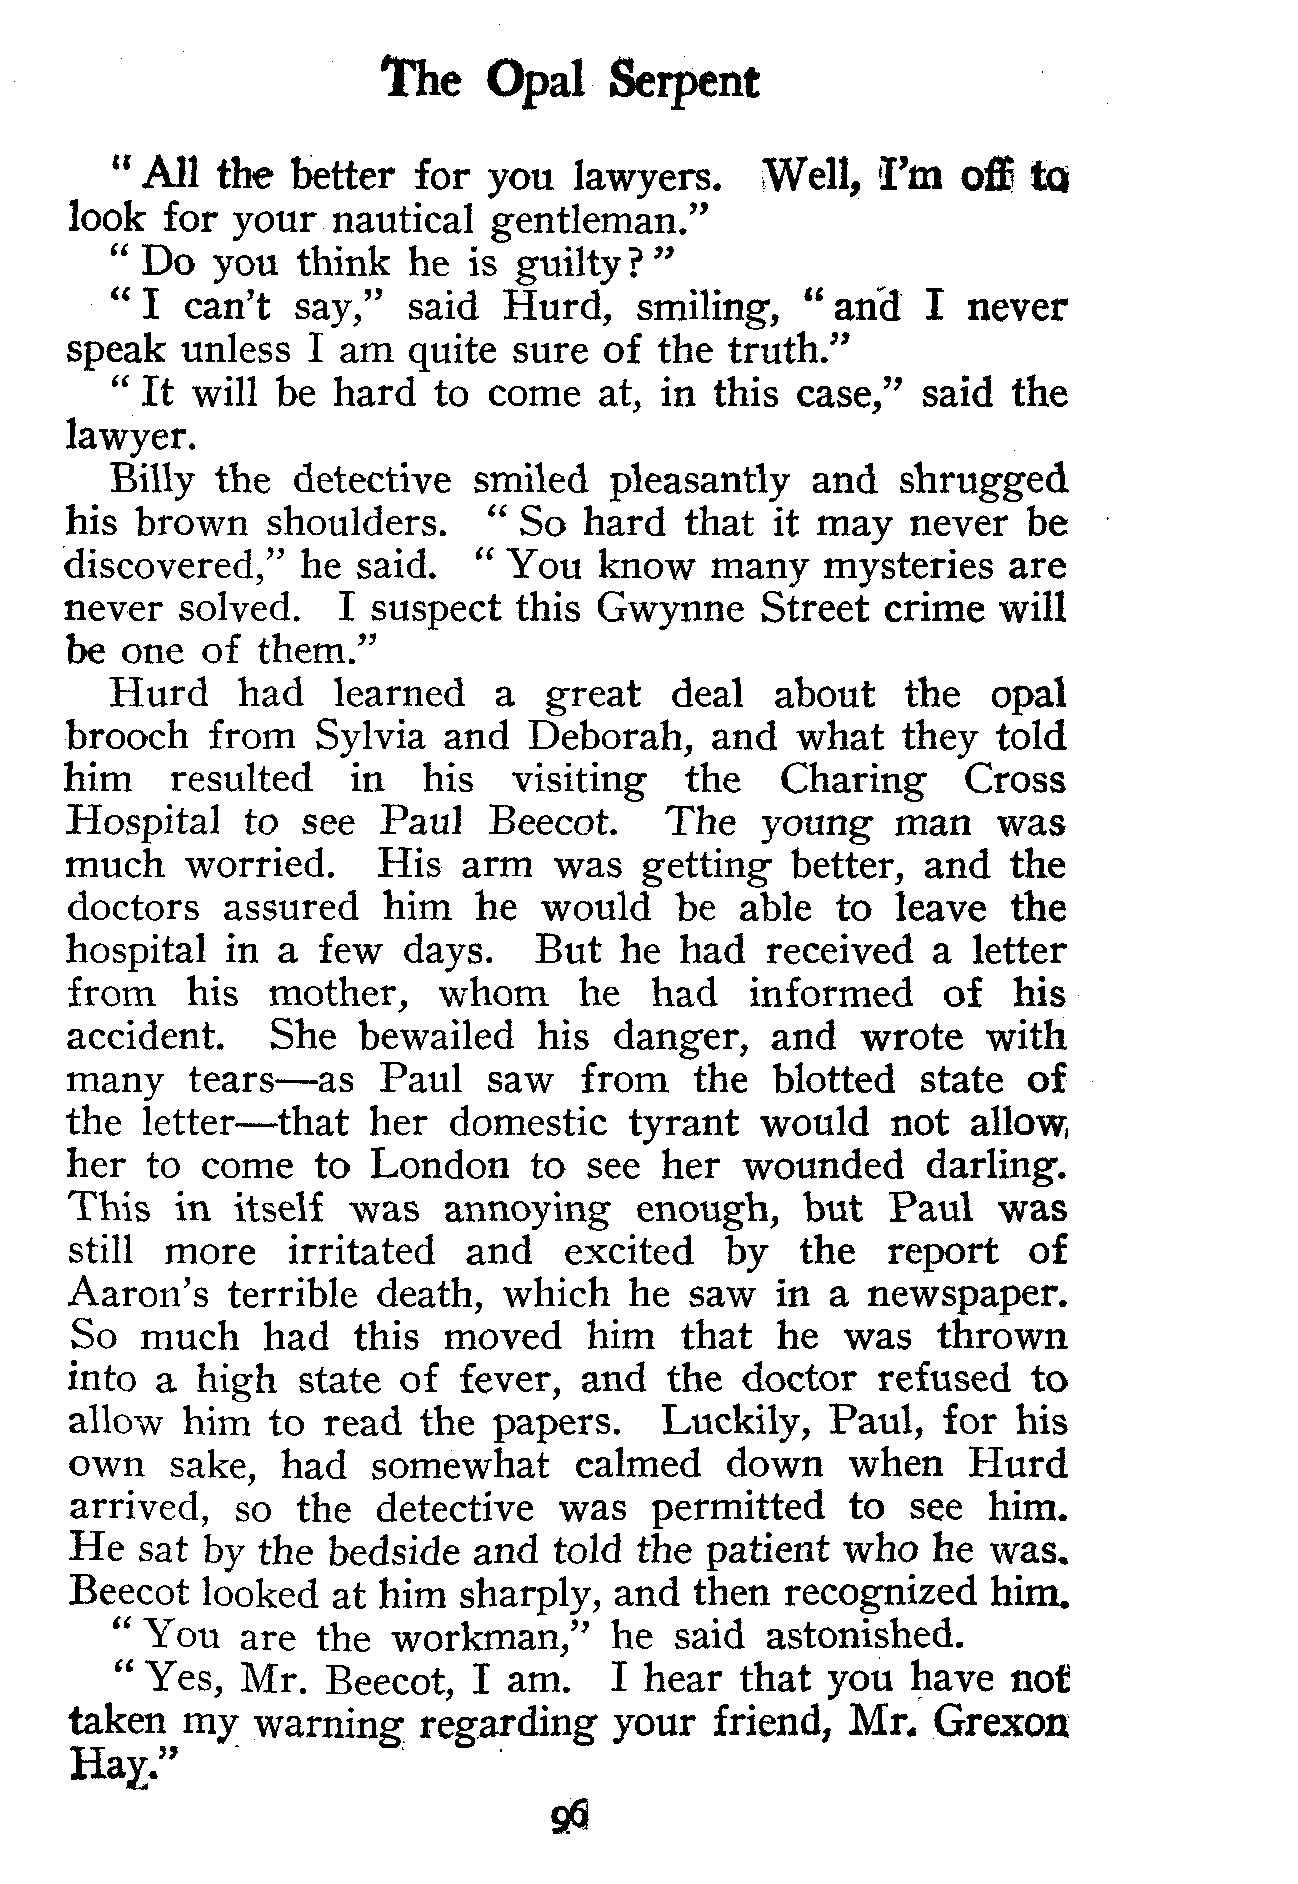 The Opal Serpent
“ All the better for you lawyers. Well, I’m off to
look for your nautical gentleman.”
“ Do you think he is guilty? ”
“ I can’t say,” said Hurd, smiling, “ and I never
speak unless I am quite sure of the truth.”
“ It will be hard to come at, in this case,” said the
lawyer.
Billy the detective smiled pleasantly and shrugged
his brown shoulders. “ So hard that it may never be
discovered,” he said. “ You know many mysteries are
never solved. I suspect this Gwynne Street crime will
be one of them.”
Hurd had learned a great deal about the opal
brooch from Sylvia and Deborah, and what they told
him resulted in his visiting the Charing Cross
Hospital to see Paul Beecot. The young man was
much worried. His arm was getting better, and the
doctors assured him he would be able to leave the
hospital in a few days. But he had received a letter
from his mother, whom he had informed of his
accident. She bewailed his danger, and wrote with
many tears—as Paul saw from the blotted state of
the letter—that her domestic tyrant would not allow
her to come to London to see her wounded darling.
This in itself was annoying enough, but Paul was
still more irritated and excited by the report of
Aaron’s terrible death, which he saw in a newspaper.
So much had this moved him that he was thrown
into a high state of fever, and the doctor refused to
allow him to read the papers. Luckily, Paul, for his
own sake, had somewhat calmed down when Hurd
arrived, so the detective was permitted to see him.
He sat by the bedside and told the patient who he was.
Beecot looked at him sharply, and then recognized him.
“ You are the workman,” he said astonished.
“ Yes, Mr. Beecot, I am. I hear that you have not
taken my warning regarding your friend, Mr. Grexon
Hay.”
96